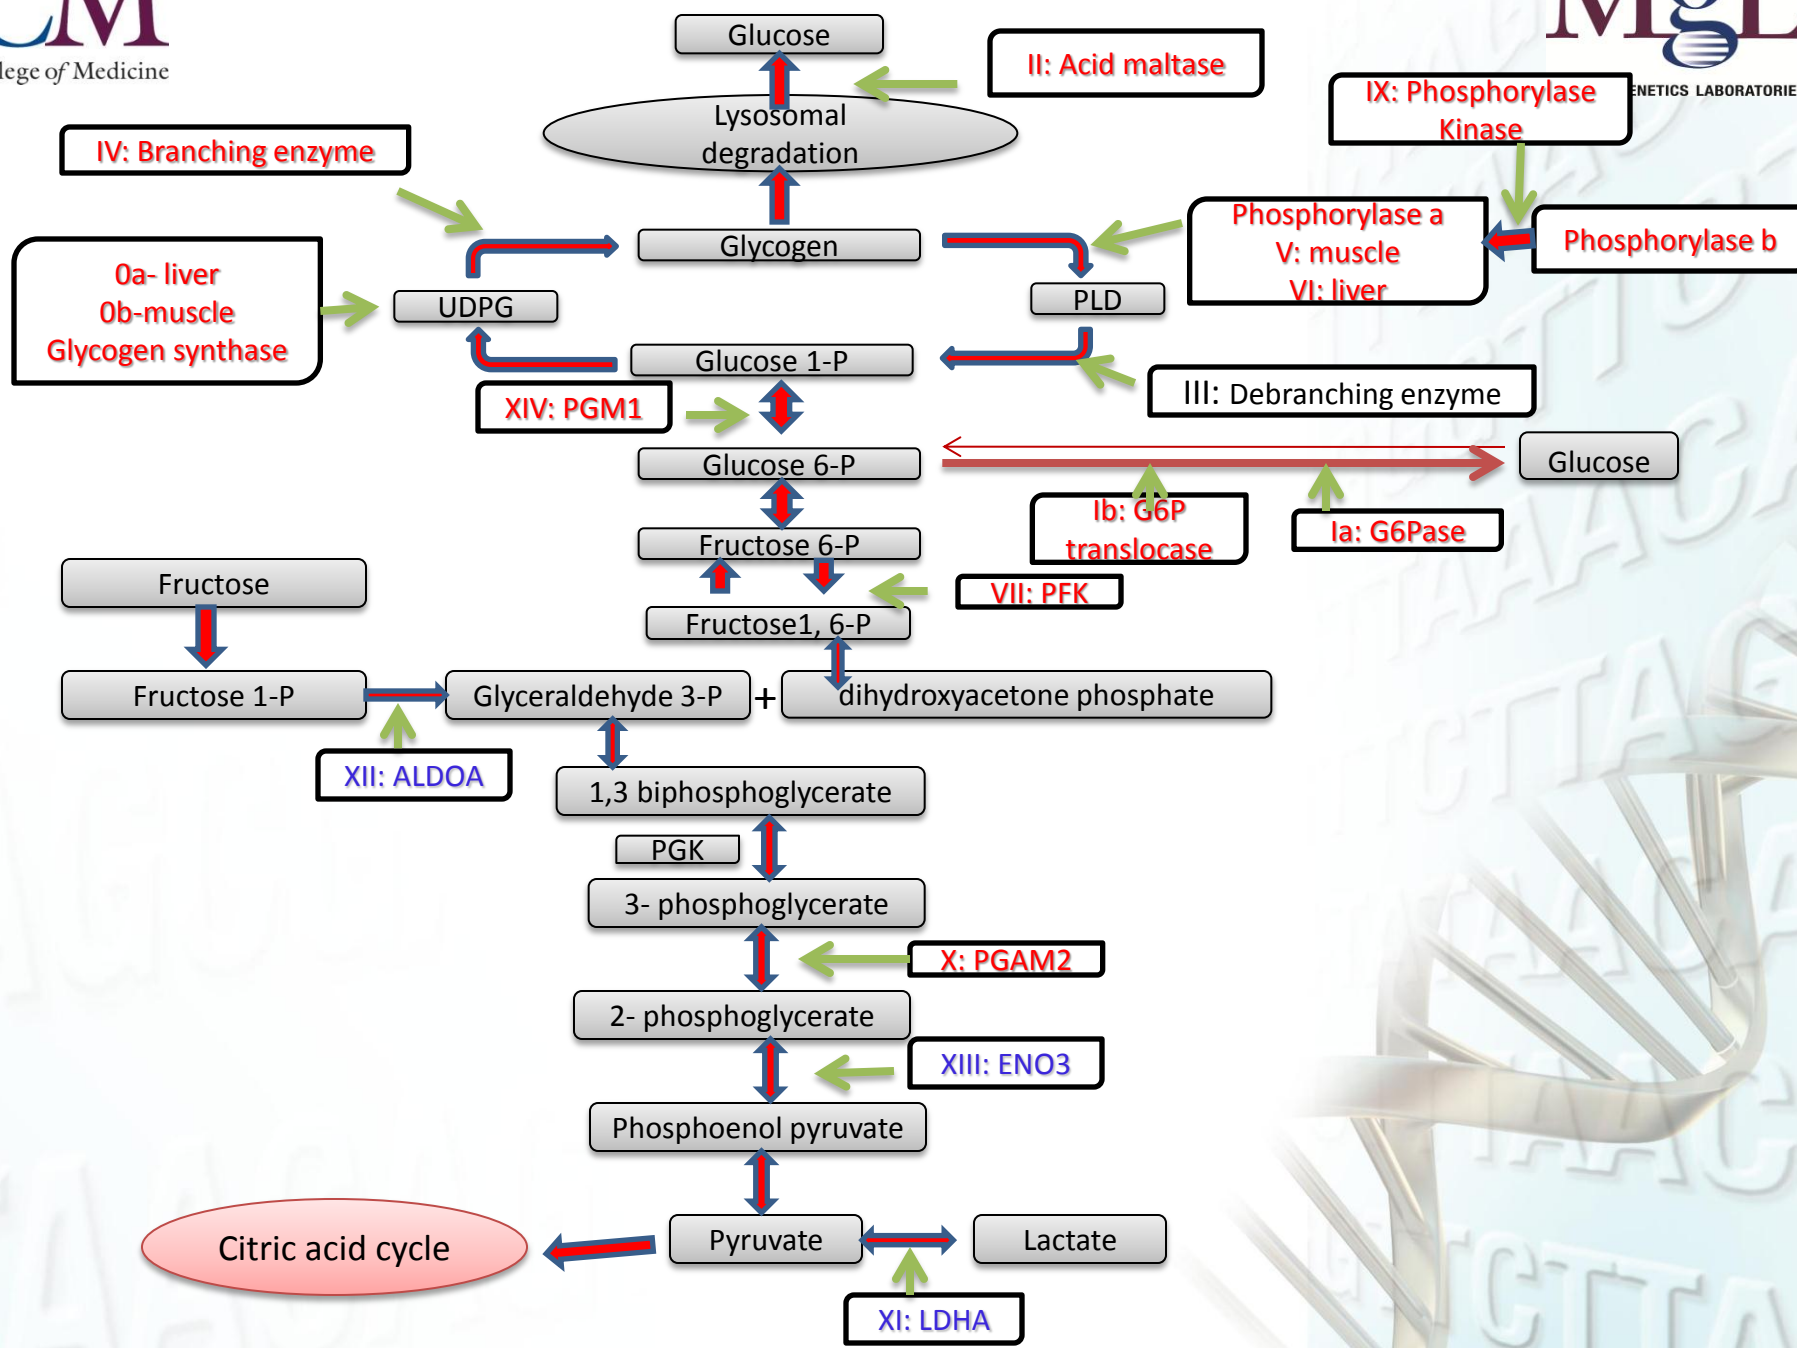 CM
lege of Medicine
MgL
ENETICS LABORATORIE
Glucose
II: Acid maltase
IX: Phosphorylase
Kinase
Lysosomal
degradation
IV: Branching enzyme
Phosphorylase a
V: muscle
VI: liver
Phosphorylase b
Glycogen
0a- liver
0b-muscle
Glycogen synthase
UDPG
PLD
Glucose 1-P
III: Debranching enzyme
XIV: PGM1
Glucose 6-P
Glucose
Ib: G6P
translocase
Ia: G6Pase
Fructose 6-P
Fructose
VII: PFK
Fructose1, 6-P
Fructose 1-P
Glyceraldehyde 3-P
+
dihydroxyacetone phosphate
XII: ALDOA
1,3 biphosphoglycerate
PGK
3- phosphoglycerate
X: PGAM2
2- phosphoglycerate
XIII: ENO3
Phosphoenol pyruvate
Citric acid cycle
Pyruvate
Lactate
XI: LDHA